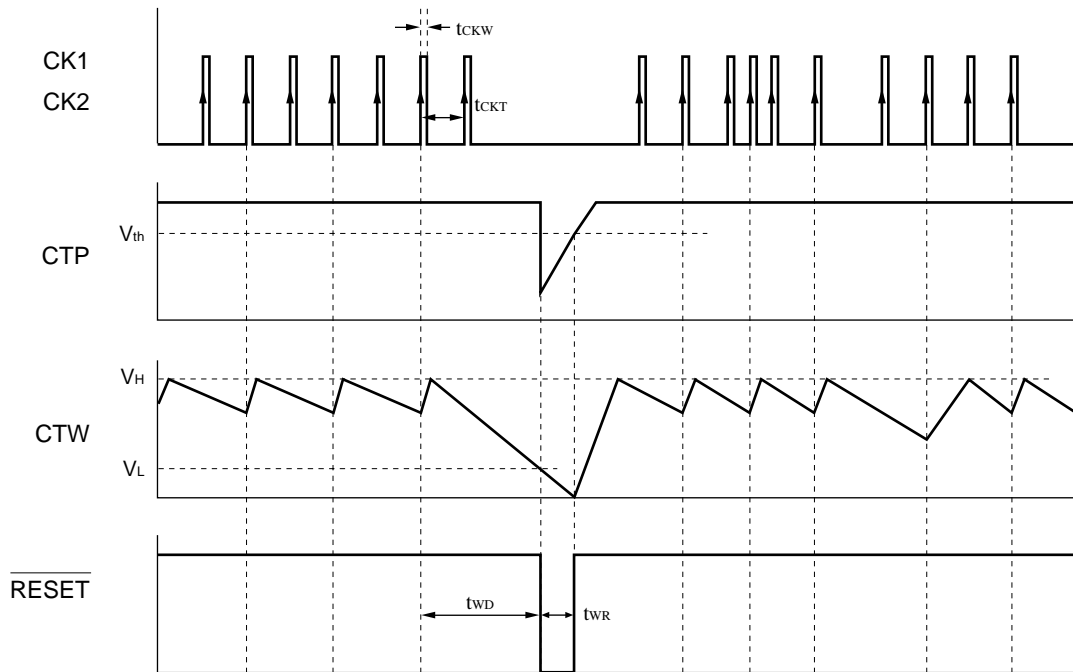 tCKW
CK1
CK2
tCKT
Vth
CTP
VH
CTW
VL
RESET
tWD
tWR